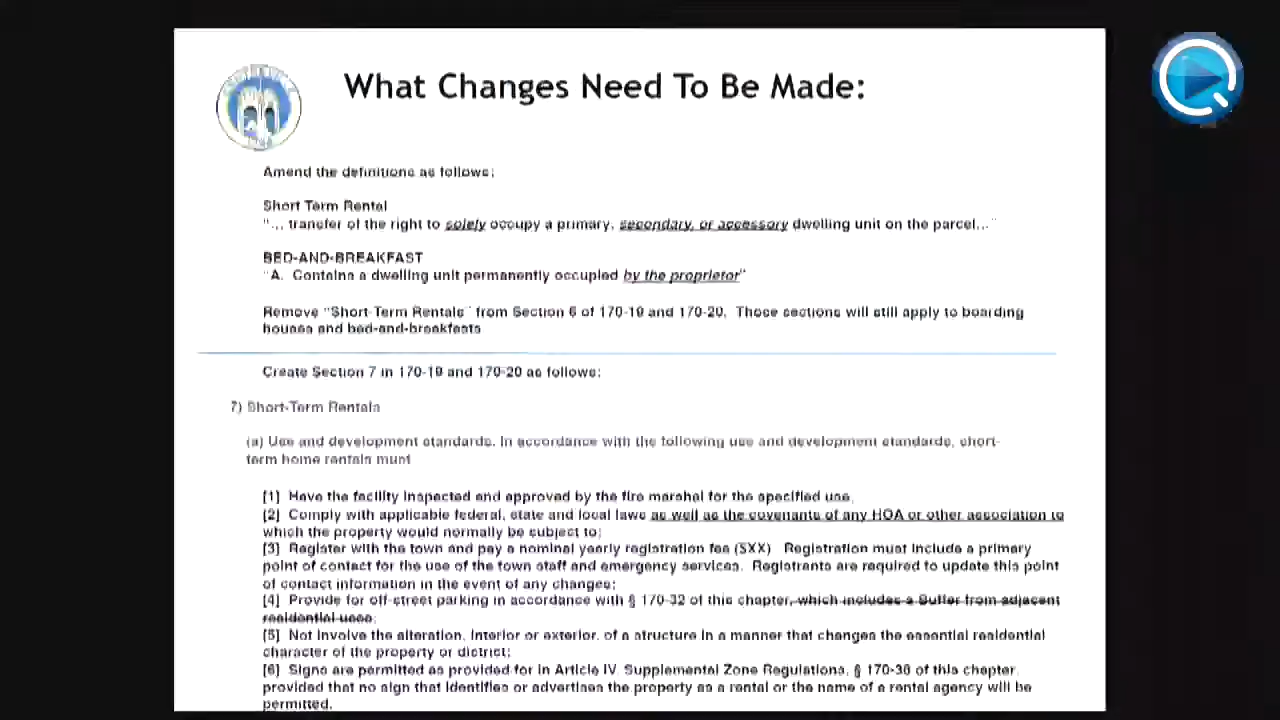 What Changes Need To Be Made:
Amend the definitions as follows:
Short Term Rental
"... transfer of the right to solely occupy a primary, secondary, or accessory dwelling unit on the parcel..."
BED-AND-BREAKFAST
"A. Contains a dwelling unit permanently occupied by the proprietor"
Remove "Short-Term Rentals" from Section 6 of 170-19 and 170-20. Those sections will still apply to boarding
houses and bed-and-breakfasts
Create Section 7 in 170-19 and 170-20 as follows:
7) Short-Term Rentals
(a) Use and development standards. In accordance with the following use and development standards, short-
term home rentals must
[1] Have the facility inspected and approved by the fire marshal for the specified use.
[2] Comply with applicable federal, state and local laws as well as the covenants of any HOA or other association to
which the property would normally be subject to;
[3] Register with the town and pay a nominal yearly registration fee ($XX) Registration must include a primary
point of contact for the use of the town staff and emergency services. Registrants are required to update this point
of contact information in the event of any changes;
[4] Provide for off-street parking in accordance with § 170-32 of this chapter, which includes a Buffer from adjacent
residential uses;
[5] Not involve the alteration, interior or exterior, of a structure in a manner that changes the essential residential
character of the property or district;
[6] Signs are permitted as provided for in Article IV, Supplemental Zone Regulations, § 170-36 of this chapter
provided that no sign that identifies or advertises the property as a rental or the name of a rental agency will be
permitted.